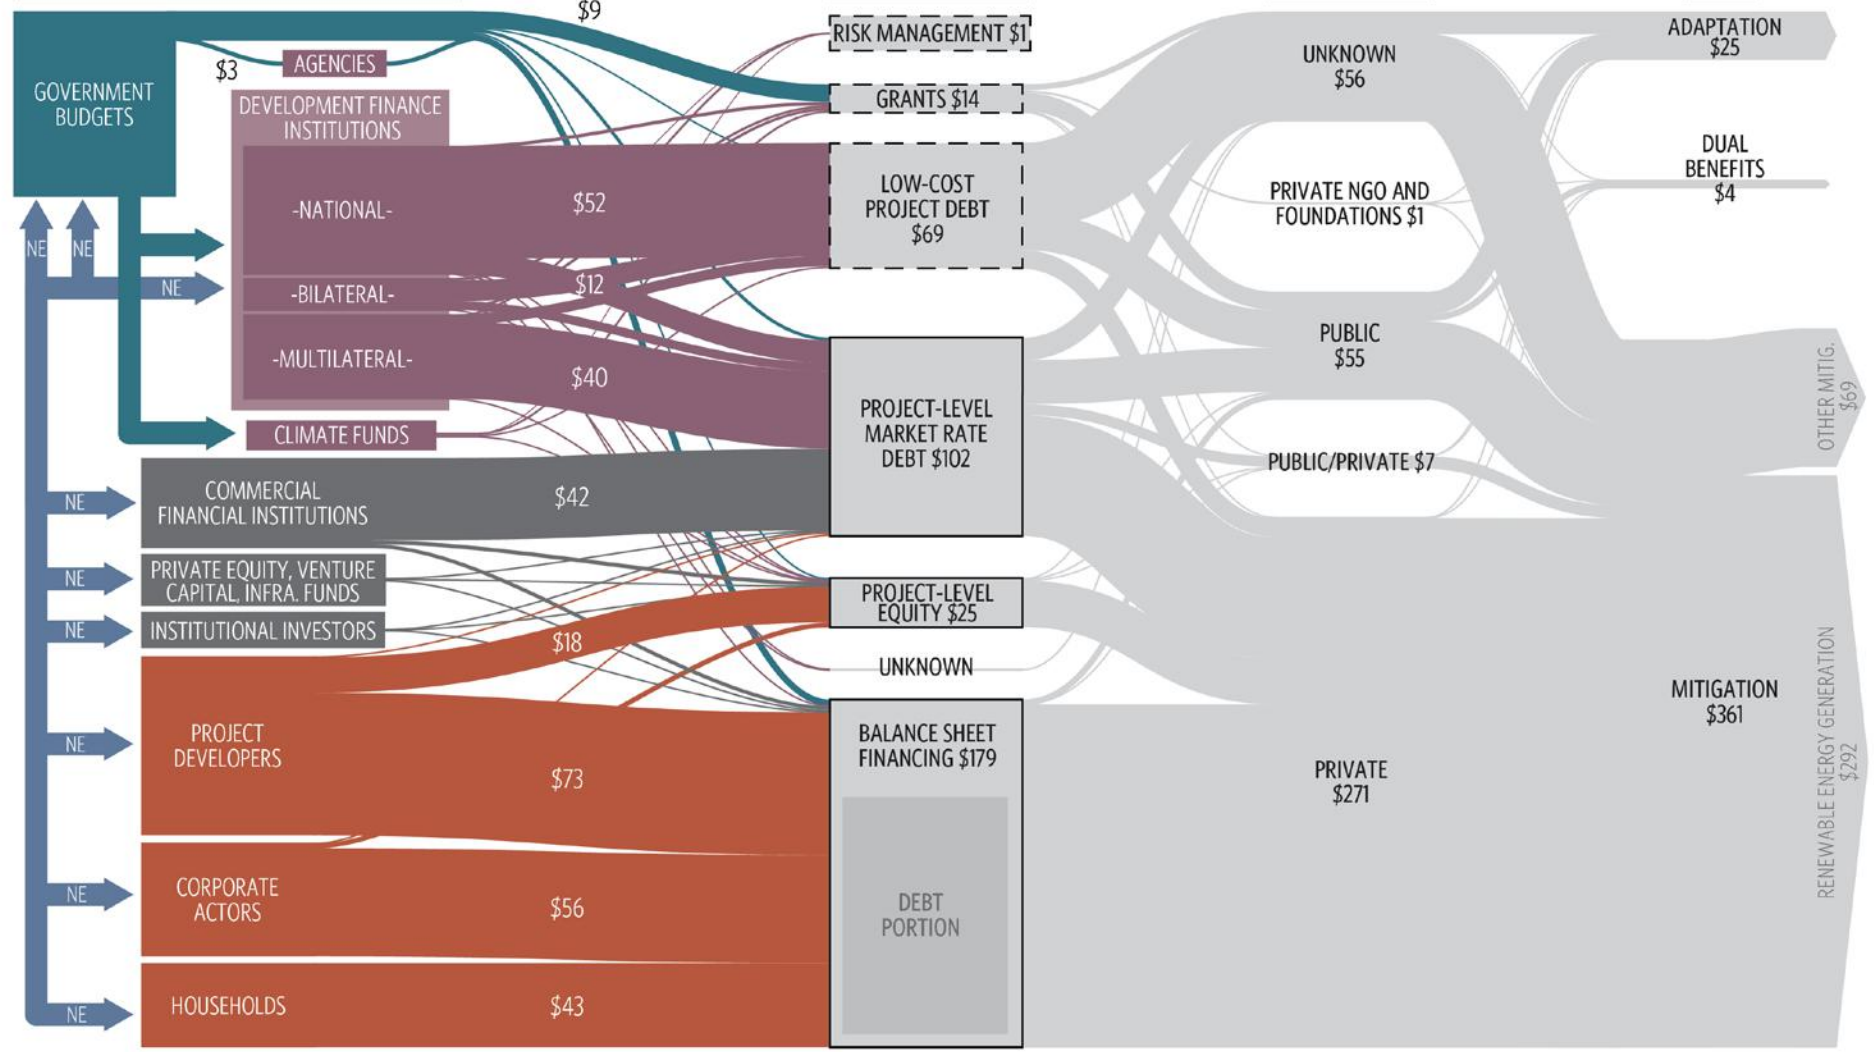 $9
RISK MANAGEMENT $1
$3
AGENCIES
GOVERNMENT
BUDGETS
DEVELOPMENT FINANCE
INSTITUTIONS
GRANTS $14
-NATIONAL-
$52
LOW-COST
PROJECT DEBT
$69
NE
NE
NE
-BILATERAL-
$12
-MULTILATERAL-
$40
CLIMATE FUNDS
PROJECT-LEVEL
MARKET RATE
DEBT $102
NE
COMMERCIAL
FINANCIAL INSTITUTIONS
$42
NE
PRIVATE EQUITY, VENTURE
CAPITAL, INFRA. FUNDS
NE
INSTITUTIONAL INVESTORS
$18
PROJECT-LEVEL
EQUITY $25
UNKNOWN
NE
PROJECT
DEVELOPERS
$73
BALANCE SHEET
FINANCING $179
DEBT
PORTION
NE
CORPORATE
ACTORS
$56
NE
HOUSEHOLDS
$43
UNKNOWN
$56
PRIVATE NGO AND
FOUNDATIONS $1
PUBLIC
$55
PUBLIC/PRIVATE $7
PRIVATE
$271
ADAPTATION
$25
DUAL
BENEFITS
$4
OTHER MITIG.
$69
MITIGATION
$361
RENEWABLE ENERGY GENERATION
$292